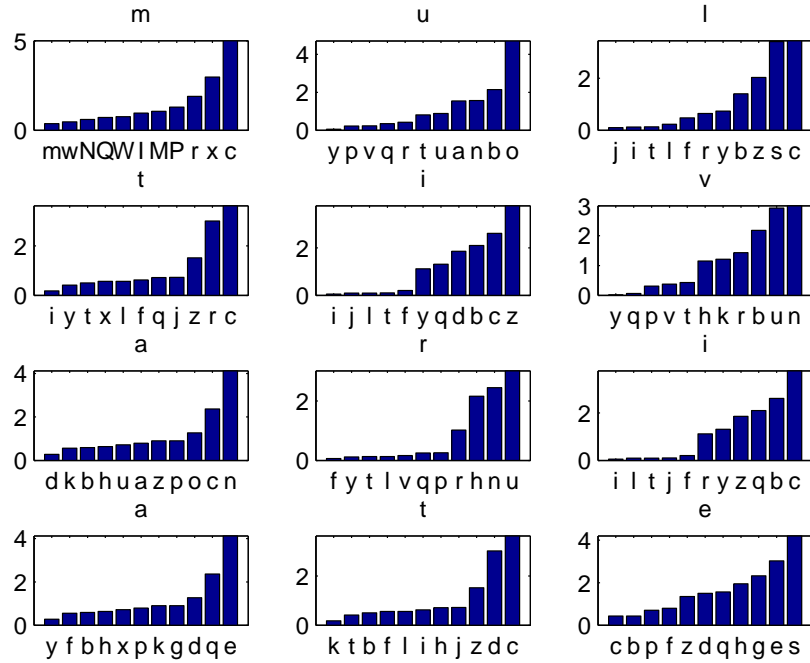 m u l
5
0
m w N Q W I M P r x c
4
2
0
y p v q r t u a n b o
2
0
j i t l f r y b z s c
t i v
2
0
i y t x l f q j z r c
2
0
i j l t f y q d b c z
3
2
1
0
y q p v t h k r b u n
a r i
4
2
0
d k b h u a z p o c n
2
0
f y t l v q p r h n u
2
0
i l t j f r y z q b c
a t e
4
2
0
y f b h x p k g d q e
2
0
k t b f l i h j z d c
4
2
0
c b p f z d q h g e s